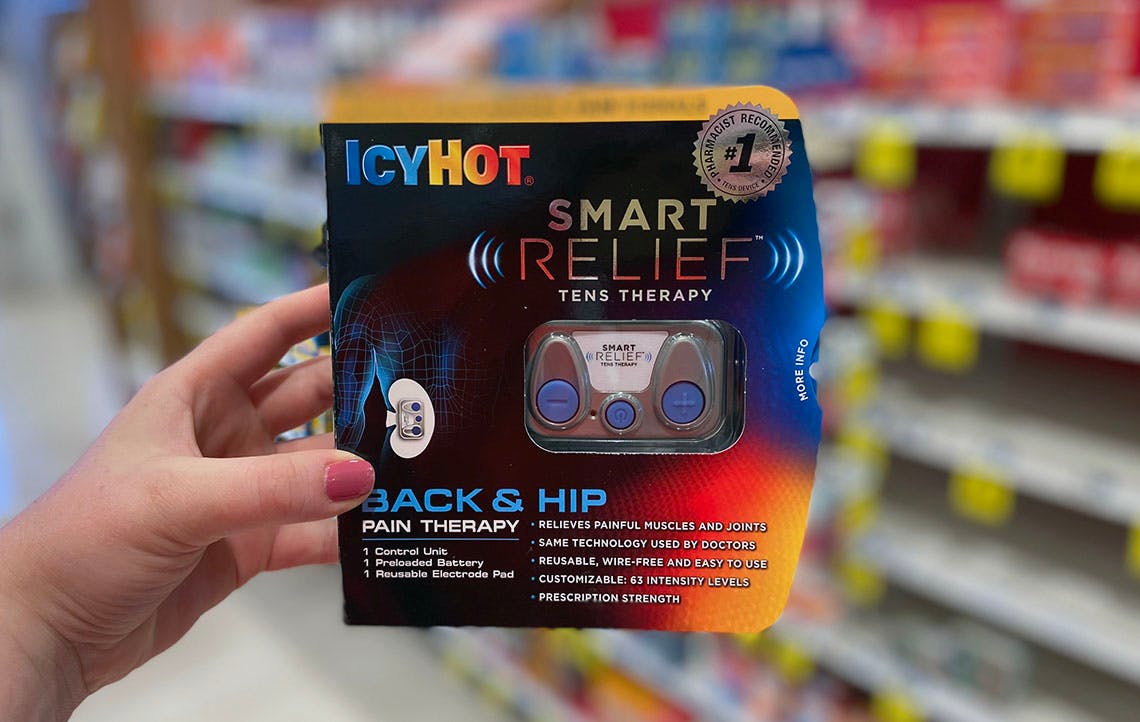 ICYHOT®
PHARMACIST RECOMMENDED
#1
TENS DEVICE
SMART
RELIEF™
TENS THERAPY
SMART
RELIEF
TENS THERAPY
MORE INFO
BACK & HIP
PAIN THERAPY
1 Control Unit
1 Preloaded Battery
1 Reusable Electrode Pad
• RELIEVES PAINFUL MUSCLES AND JOINTS
• SAME TECHNOLOGY USED BY DOCTORS
• REUSABLE, WIRE-FREE AND EASY TO USE
• CUSTOMIZABLE: 63 INTENSITY LEVELS
• PRESCRIPTION STRENGTH